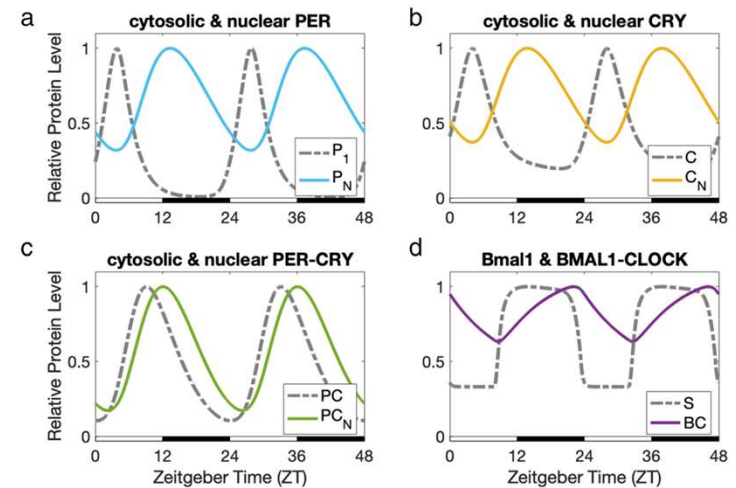 a
cytosolic & nuclear PER
Relative Protein Level
1
0.5
0
0 12 24 36 48
P1
PN
b
cytosolic & nuclear CRY
1
0.5
0
0 12 24 36 48
C
CN
c
cytosolic & nuclear PER-CRY
Relative Protein Level
1
0.5
0
0 12 24 36 48
Zeitgeber Time (ZT)
PC
PCN
d
Bmal1 & BMAL1-CLOCK
1
0.5
0
0 12 24 36 48
Zeitgeber Time (ZT)
S
BC